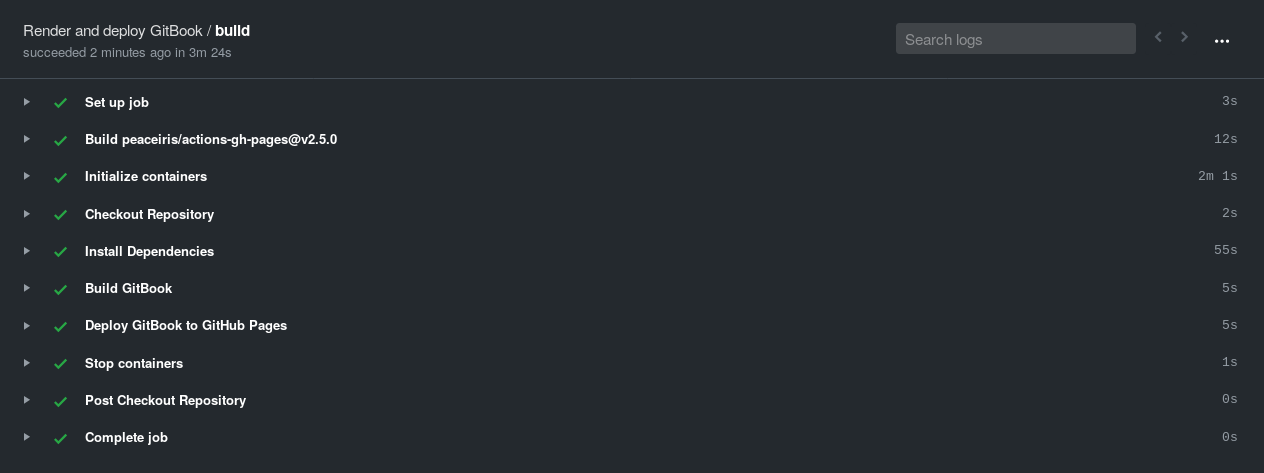 Render and deploy GitBook / build
succeeded 2 minutes ago in 3m 24s
Search logs
Set up job 3s
Build peaceiris/actions-gh-pages@v2.5.0 12s
Initialize containers 2m 1s
Checkout Repository 2s
Install Dependencies 55s
Build GitBook 5s
Deploy GitBook to GitHub Pages 5s
Stop containers 1s
Post Checkout Repository 0s
Complete job 0s